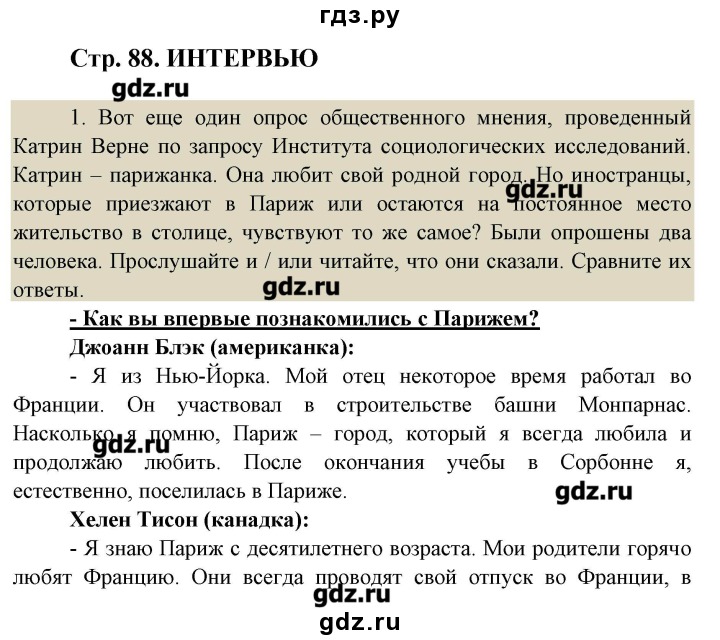 гдз.ру
Стр. 88. ИНТЕРВЬЮ
gdz.ru
1. Вот еще один опрос общественного мнения, проведенный
Катрин Верне по запросу Института социологических исследований.
Катрин – парижанка. Она любит свой родной город. Но иностранцы,
gdz.ru
которые приезжают в Париж или остаются на постоянное место
жительство в столице, чувствуют то же самое? Были опрошены два
человека. Прослушайте и / или читайте, что они сказали. Сравните их
ответы.
gdz.ru
- Как вы впервые познакомились с Парижем?
Джоанн Блэк (американка):
- Я из Нью-Йорка. Мой отец некоторое время работал во
Франции. Он участвовал в строительстве башни Монпарнас.
Насколько я помню, Париж – город, который я всегда любила и
gdz.ru
продолжаю любить. После окончания учебы в Сорбонне я,
естественно, поселилась в Париже.
gdz.ru
Хелен Тисон (канадка):
- Я знаю Париж с десятилетнего возраста. Мои родители горячо
любят Францию. Они всегда проводят свой отпуск во Франции, в
gdz.ru
gdz.ru